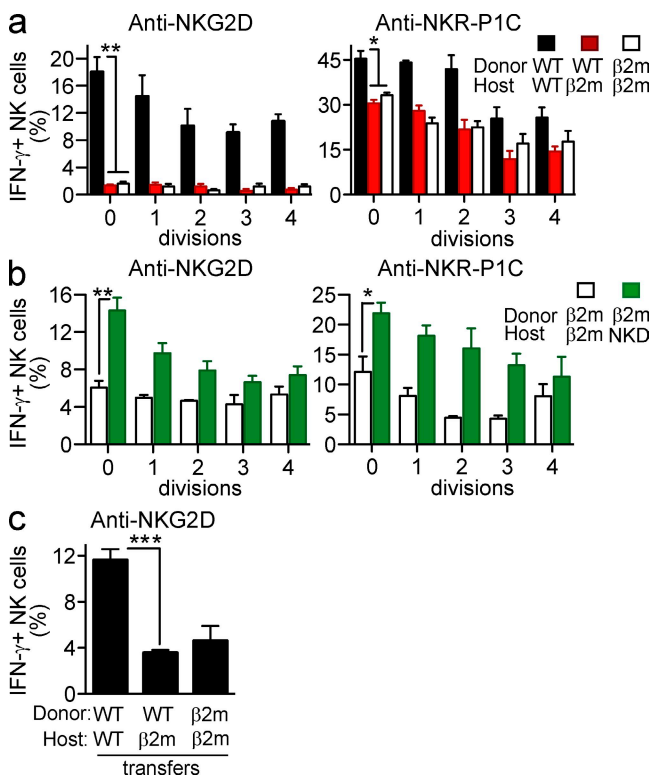 a
Anti-NKG2D
Anti-NKR-P1C
IFN-γ+ NK cells
(%)
20
16
12
8
4
0
**
0 1 2 3 4
divisions
60
45
30
15
0
*
Donor WT WT β2m
Host WT β2m β2m
0 1 2 3 4
divisions
b
Anti-NKG2D
Anti-NKR-P1C
IFN-γ+ NK cells
(%)
16
12
8
4
0
**
0 1 2 3 4
divisions
25
20
15
10
5
0
*
Donor β2m β2m
Host β2m NKD
0 1 2 3 4
divisions
c
Anti-NKG2D
IFN-γ+ NK cells
(%)
12
8
4
0
***
Donor: WT WT β2m
Host: WT β2m β2m
transfers